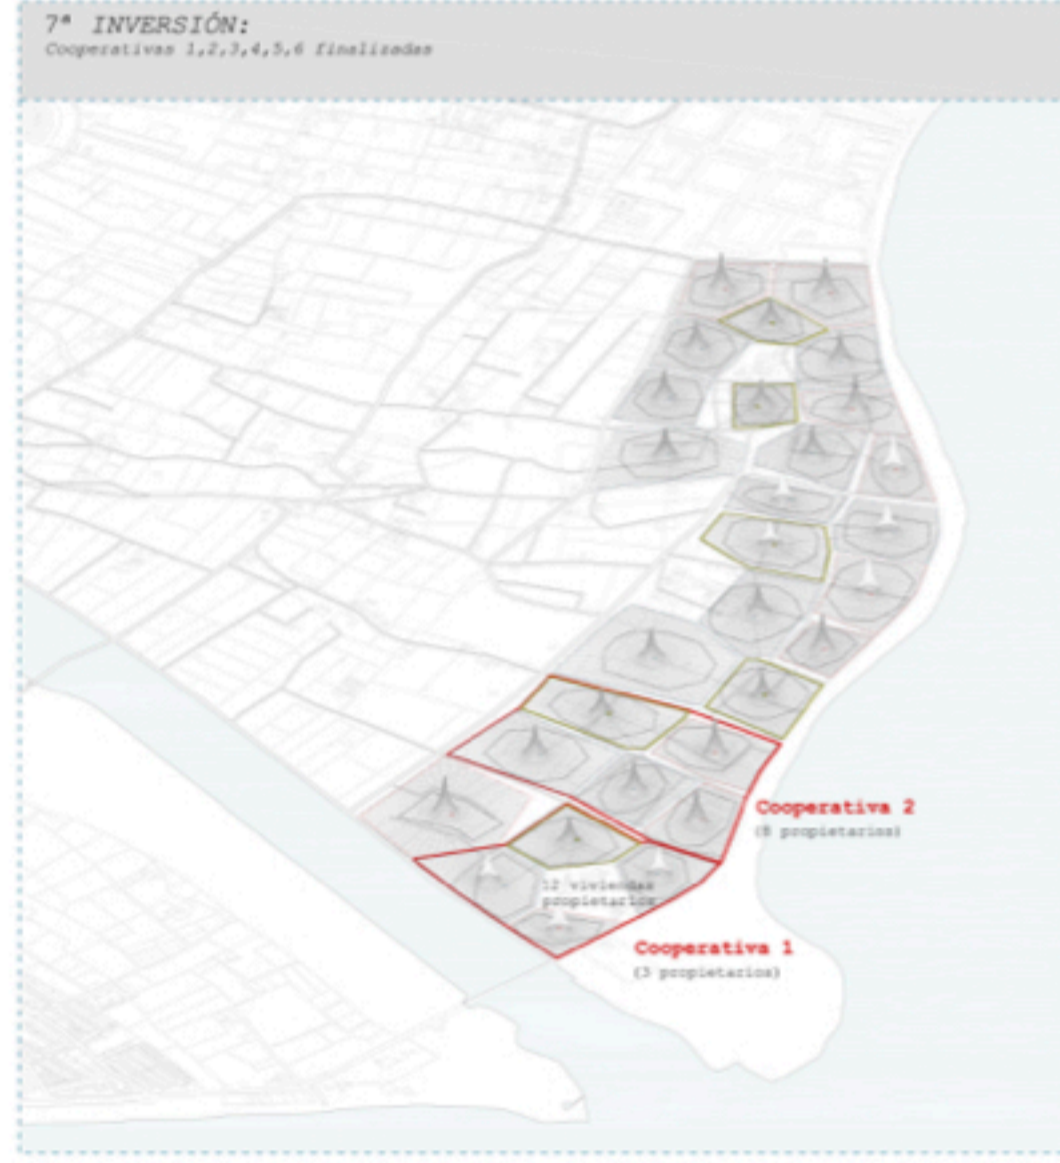 7ª INVERSIÓN:
Cooperativas 1,2,3,4,5,6 finalizadas
Cooperativa 2
(8 propietarios)
12 viviendas
propietarios
Cooperativa 1
(3 propietarios)